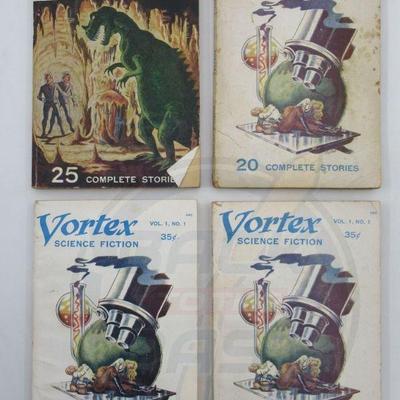 25 COMPLETE STORIES
20 COMPLETE STORIES
Vortex
VOL. 1, NO. 1
SCIENCE FICTION
35¢
Vortex
VOL. 1, NO. 1
SCIENCE FICTION
35¢